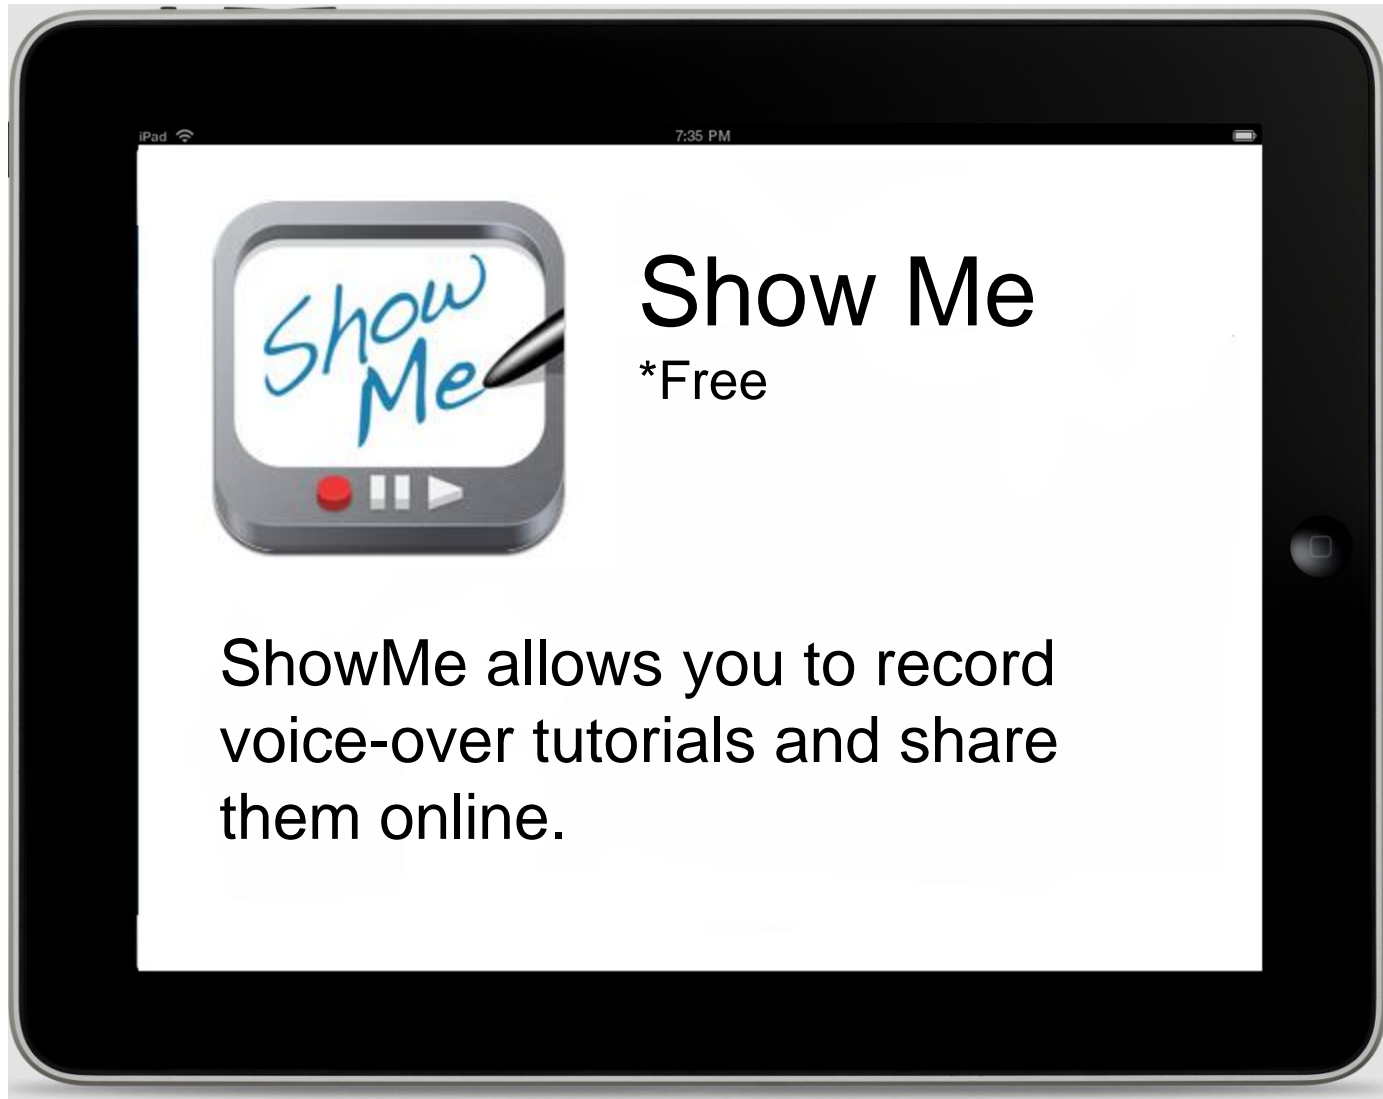 iPad
7:35 PM
Show
Me
Show Me
*Free
ShowMe allows you to record
voice-over tutorials and share
them online.